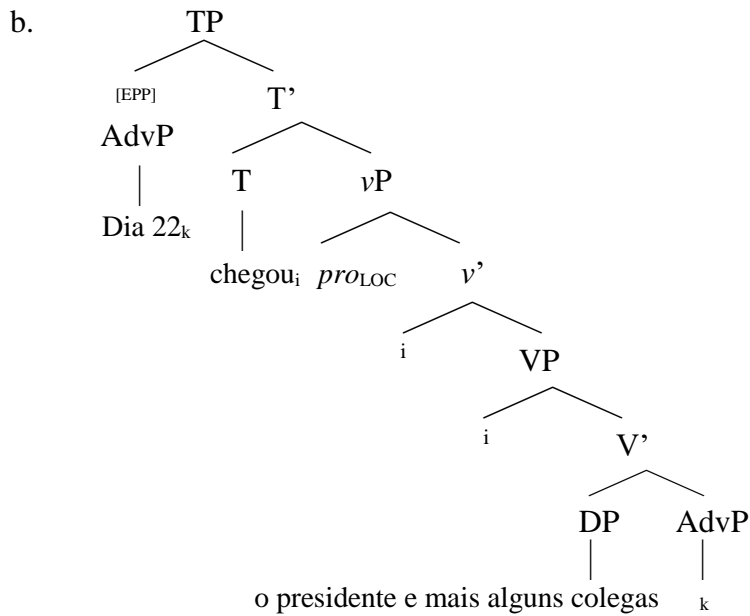 b. TP
[EPP] T’
AdvP T vP
Dia 22k
chegoui proLOC v’
i VP
i V’
DP AdvP
o presidente e mais alguns colegas k